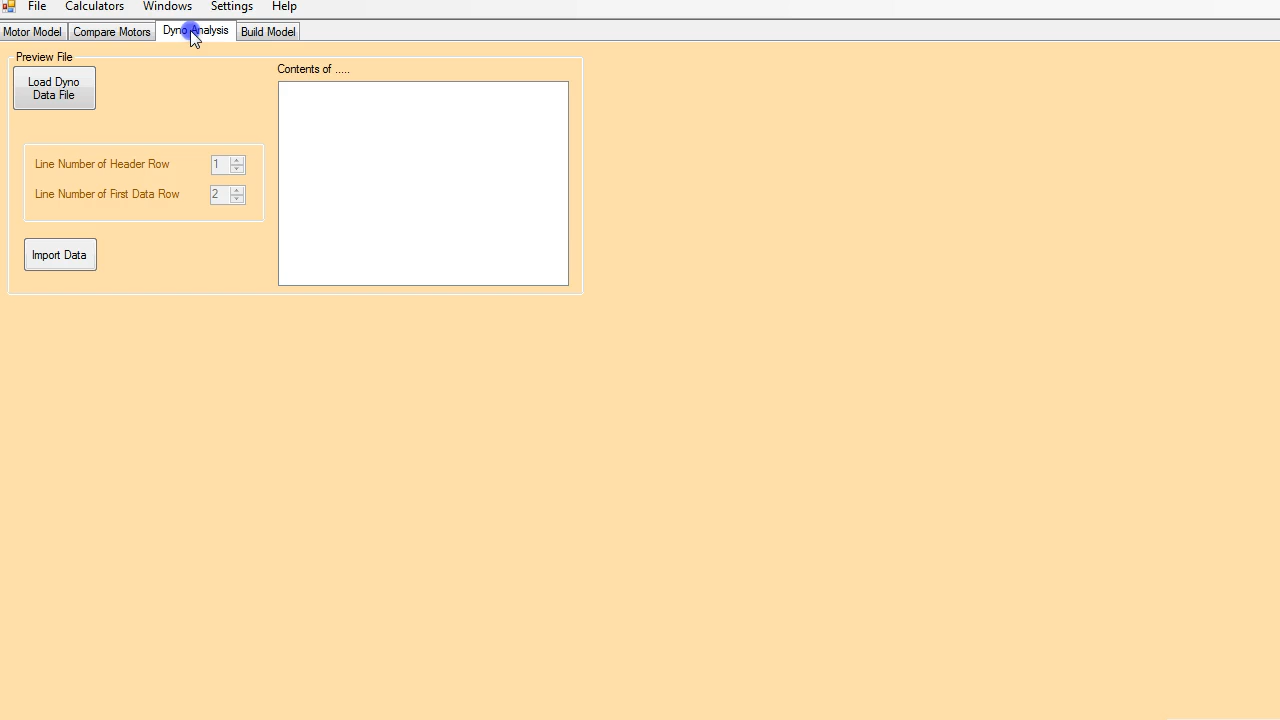 File Calculators Windows Settings Help
Motor Model Compare Motors Dyno Analysis Build Model
Preview File
Load Dyno
Data File
Contents of .....
Line Number of Header Row 1
Line Number of First Data Row 2
Import Data